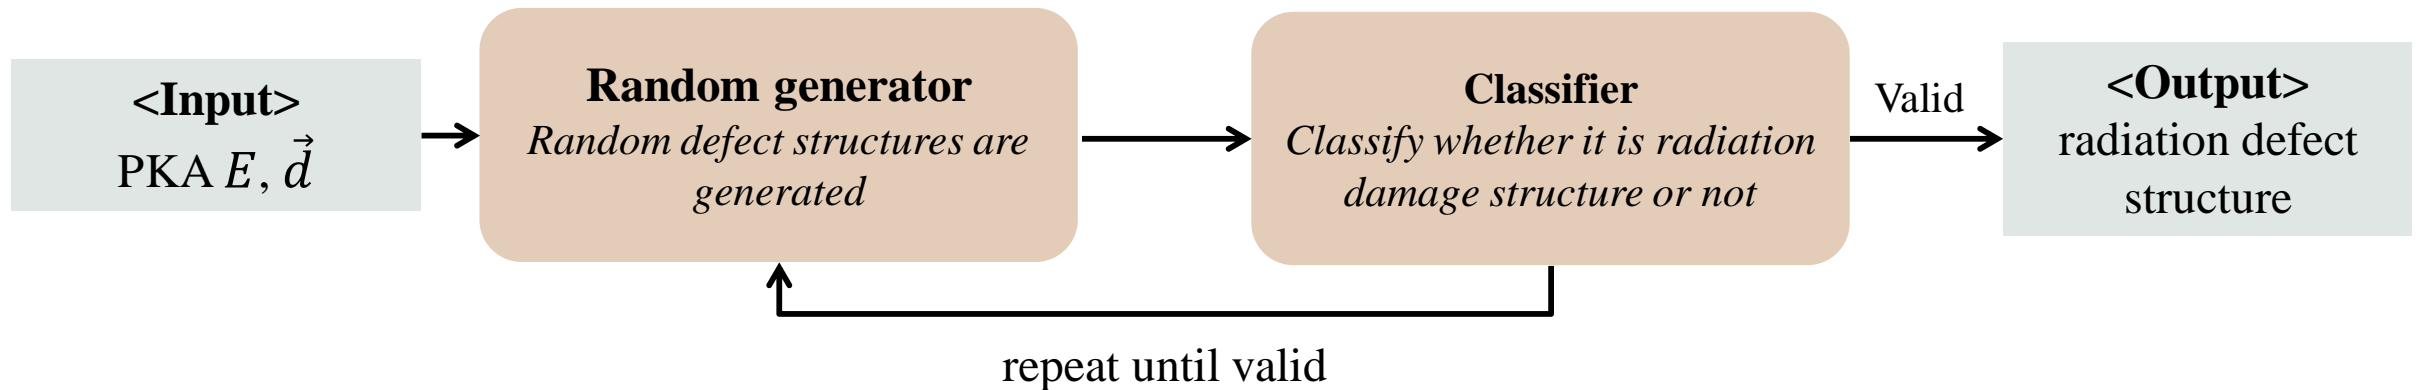 <Input>
PKA E, d⃗
Random generator
Random defect structures are
generated
Classifier
Classify whether it is radiation
damage structure or not
Valid
<Output>
radiation defect
structure
repeat until valid